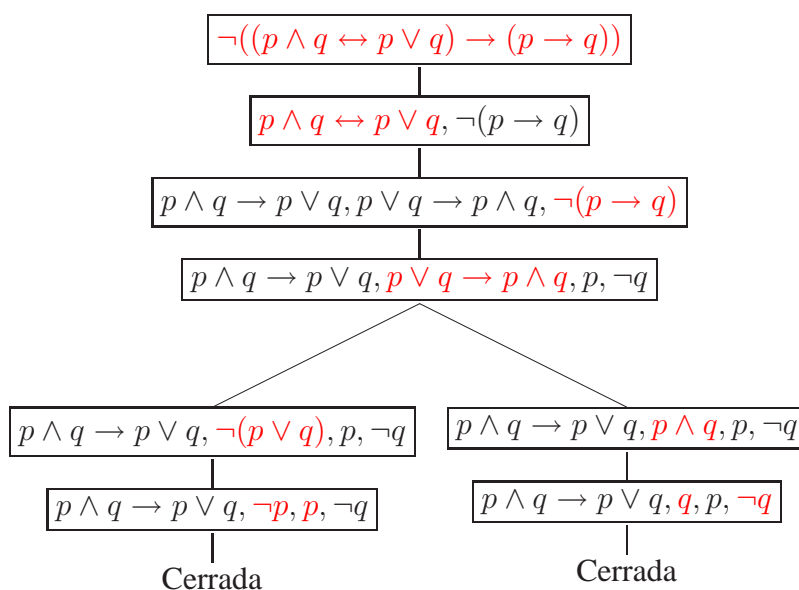 ¬((p ∧ q ↔ p ∨ q) → (p → q))
p ∧ q ↔ p ∨ q, ¬(p → q)
p ∧ q → p ∨ q, p ∨ q → p ∧ q, ¬(p → q)
p ∧ q → p ∨ q, p ∨ q → p ∧ q, p, ¬q
p ∧ q → p ∨ q, ¬(p ∨ q), p, ¬q
p ∧ q → p ∨ q, p ∧ q, p, ¬q
p ∧ q → p ∨ q, ¬p, p, ¬q
p ∧ q → p ∨ q, q, p, ¬q
Cerrada
Cerrada